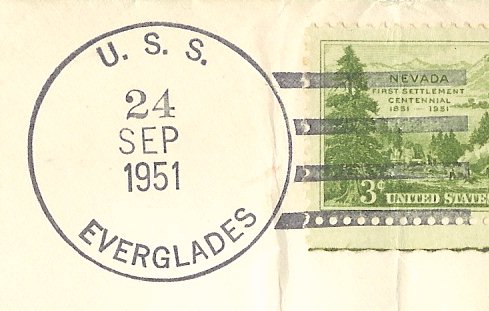 U. S. S.
24
SEP
1951
EVERGLADES
NEVADA
FIRST SETTLEMENT
CENTENNIAL
1851 - 1951
3¢ UNITED STATES